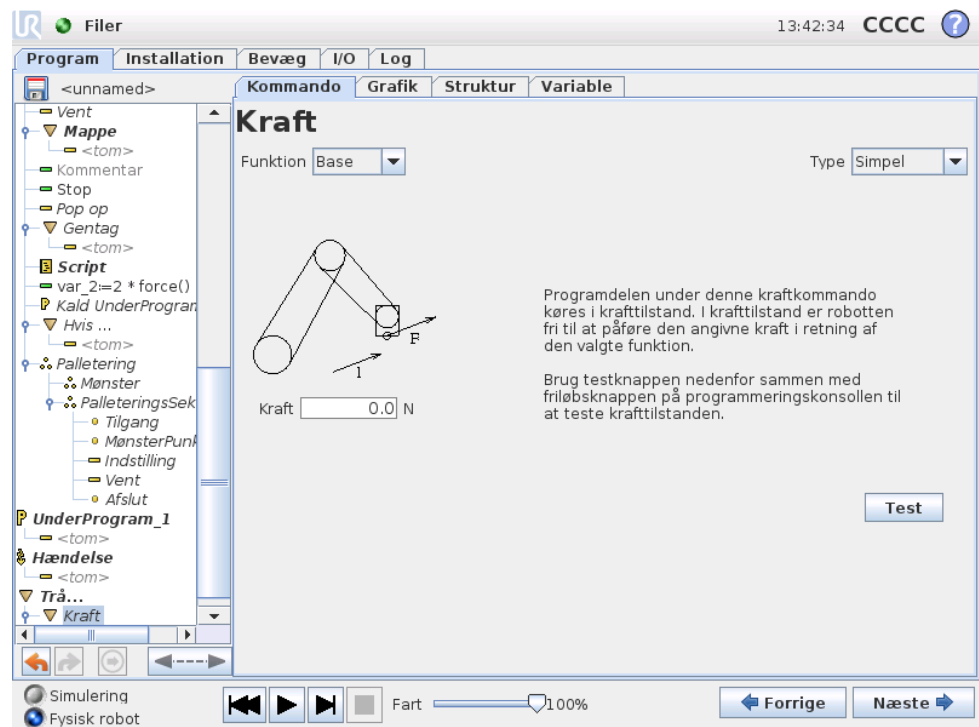 UR Filer 13:42:34 CCCC ?
Program Installation Bevæg I/O Log
<unnamed>
Kommando Grafik Struktur Variable
Vent
Mappe
<tom>
Kommentar
Stop
Pop op
Gentag
<tom>
Script
var_2:=2 * force()
Kald UnderProgram
Hvis ...
<tom>
Palletering
Mønster
PalleteringsSek
Tilgang
MønsterPunk
Indstilling
Vent
Afslut
UnderProgram_1
<tom>
Hændelse
<tom>
Trå...
Kraft
Kraft
Funktion Base
Type Simpel
F
1
Kraft 0.0 N
Programdelen under denne kraftkommando
køres i krafttilstand. I krafttilstand er robotten
fri til at påføre den angivne kraft i retning af
den valgte funktion.
Brug testknappen nedenfor sammen med
friløbsknappen på programmeringskonsollen til
at teste krafttilstanden.
Test
Simulering
Fysisk robot
Fart 100%
Forrige Næste